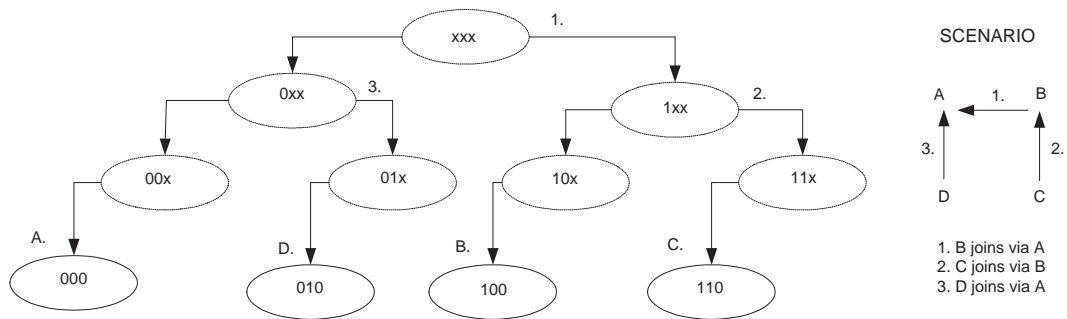 1.
xxx
SCENARIO
0xx
3.
1xx
2.
A
1.
B
3.
2.
00x
01x
10x
11x
D
C
A.
D.
B.
C.
000
010
100
110
1. B joins via A
2. C joins via B
3. D joins via A